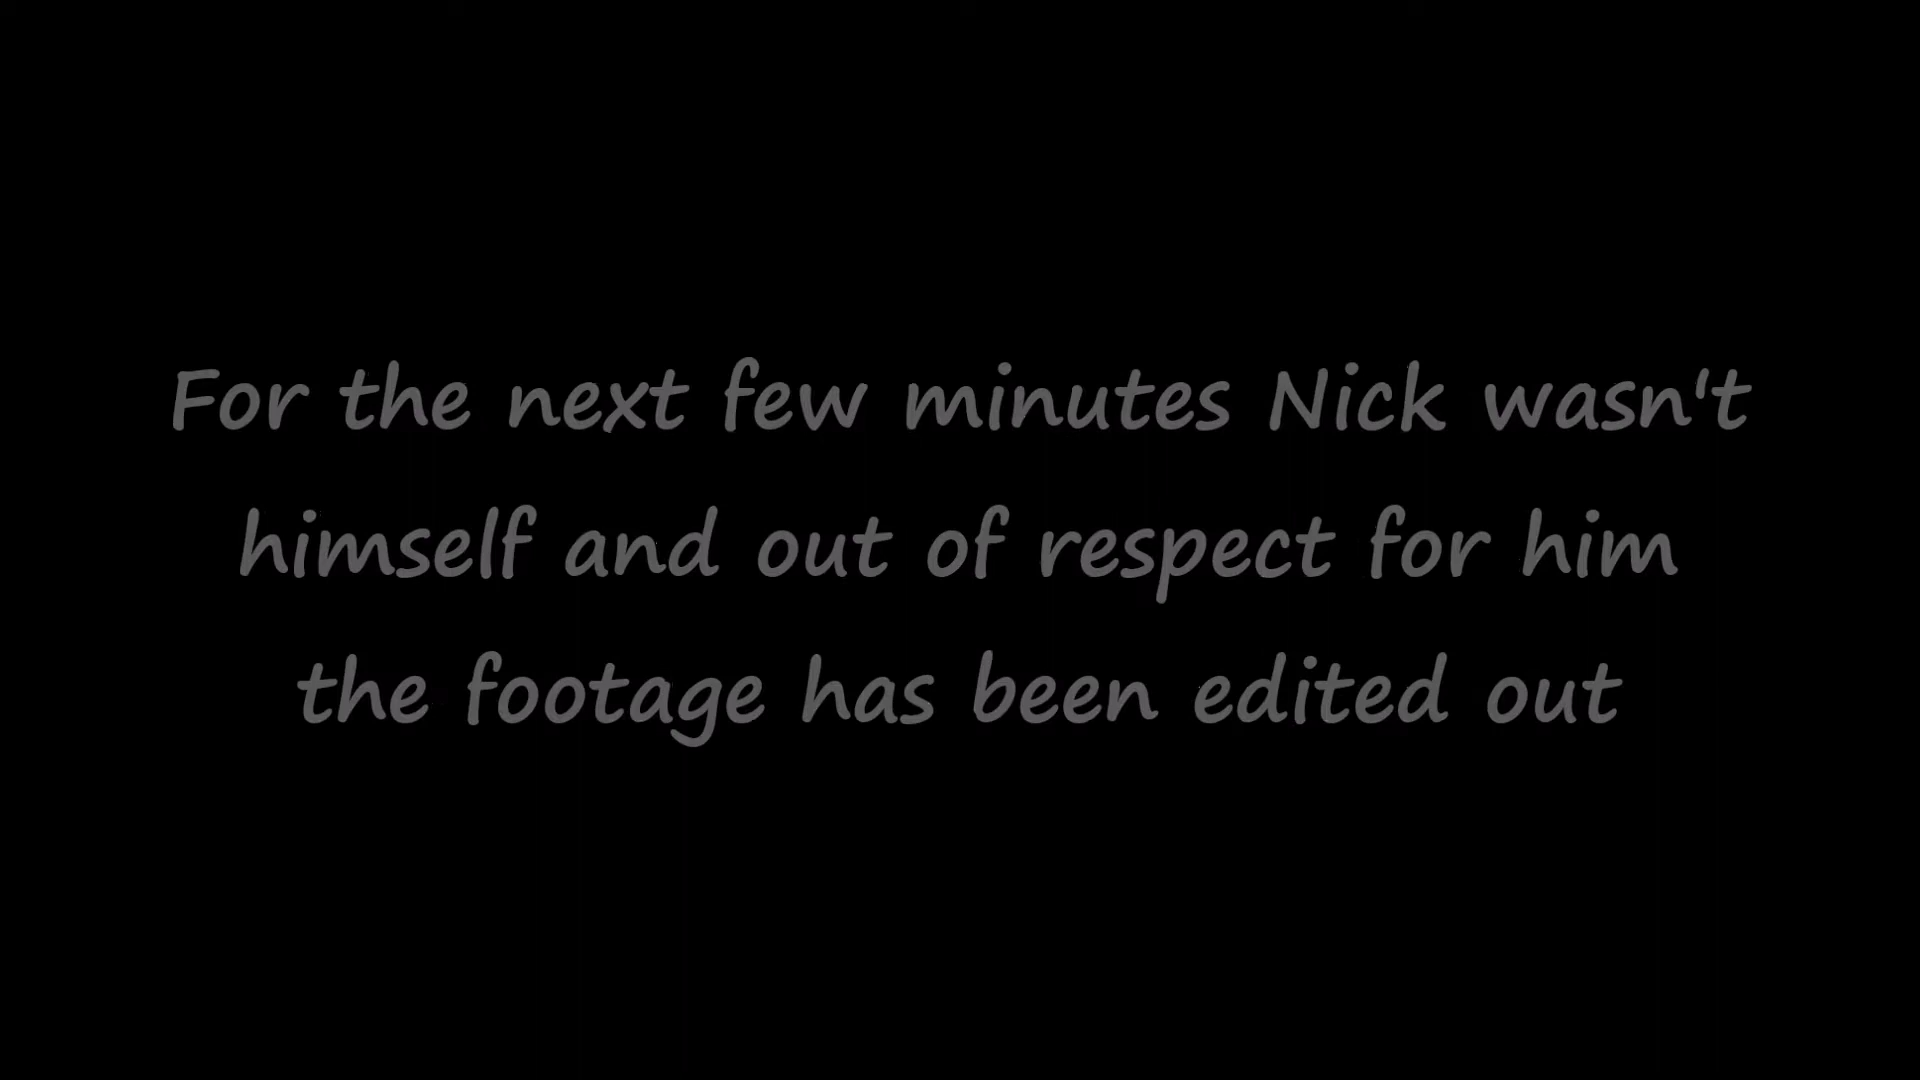 For the next few minutes Nick wasn't
himself and out of respect for him
the footage has been edited out